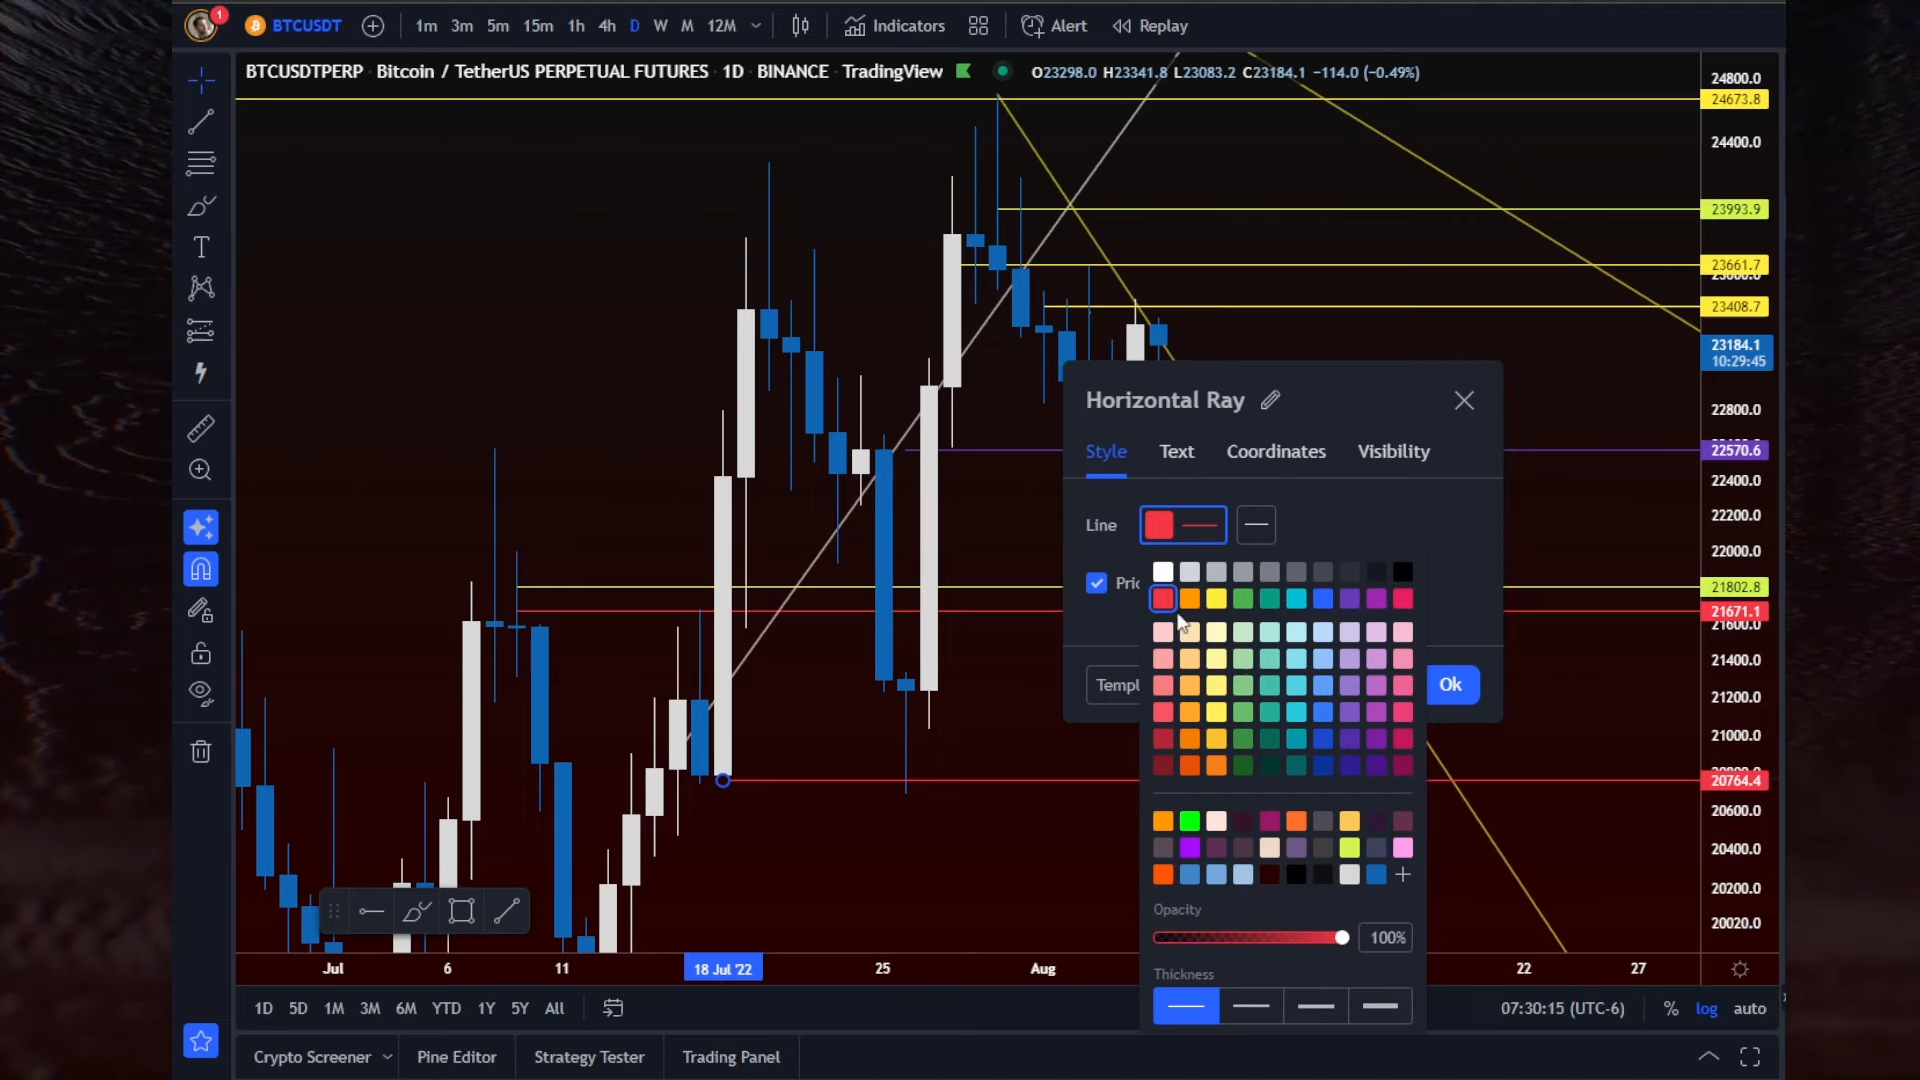 1
BTCUSDT 1m 3m 5m 15m 1h 4h D W M 12M Indicators Alert Replay
BTCUSDTPERP · Bitcoin / TetherUS PERPETUAL FUTURES · 1D · BINANCE · TradingView O23298.0 H23341.8 L23083.2 C23184.1 −114.0 (−0.49%)
24800.0
24673.8
24400.0
23993.9
23661.7
23408.7
23184.1
10:29:45
22800.0
22570.6
22400.0
22200.0
22000.0
21802.8
21671.1
21600.0
21400.0
21200.0
21000.0
20764.4
20600.0
20400.0
20200.0
20020.0
Horizontal Ray
Style Text Coordinates Visibility
Line
Pric
Templ
Ok
Opacity
100%
Thickness
Jul 6 11 18 Jul '22 25 Aug 22 27
1D 5D 1M 3M 6M YTD 1Y 5Y All 07:30:15 (UTC-6) % log auto
Crypto Screener Pine Editor Strategy Tester Trading Panel